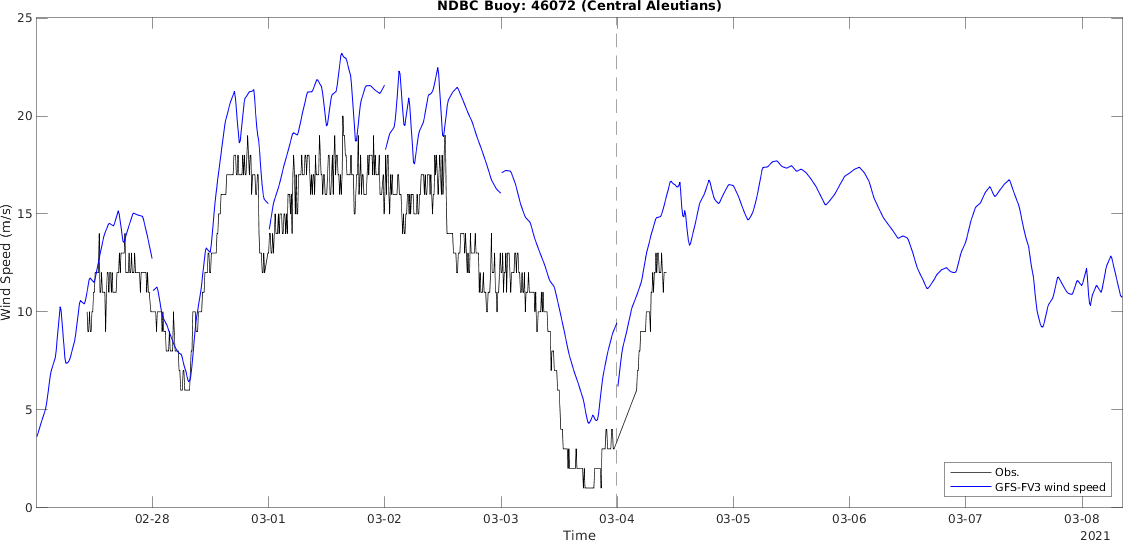 NDBC Buoy: 46072 (Central Aleutians)
Wind Speed (m/s)
25
20
15
10
5
0
Obs.
GFS-FV3 wind speed
02-28 03-01 03-02 03-03 03-04 03-05 03-06 03-07 03-08
Time
2021